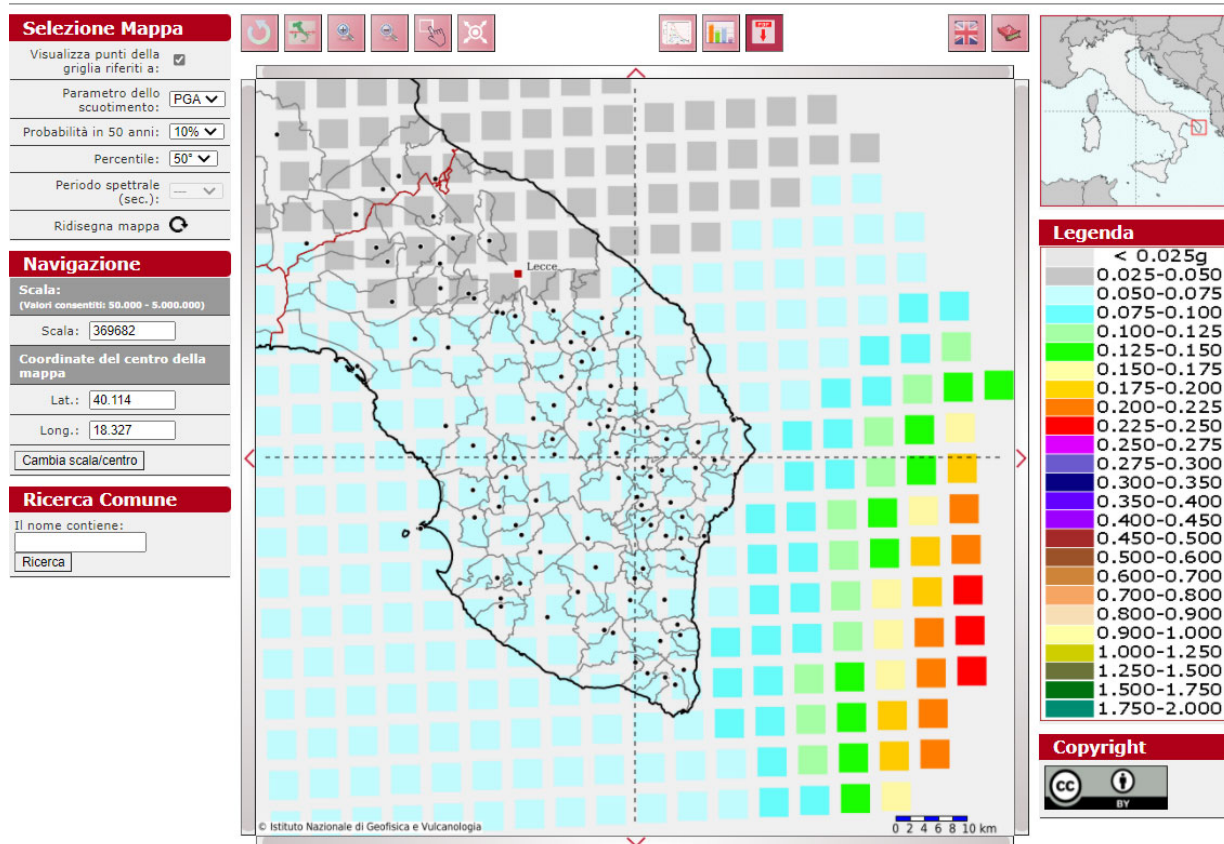 Selezione Mappa
Visualizza punti della
griglia riferiti a:
Parametro dello
scuotimento:
PGA
Probabilità in 50 anni:
10%
Percentile:
50°
Periodo spettrale
(sec.):
---
Ridisegna mappa
Navigazione
Scala:
(Valori consentiti: 50.000 - 5.000.000)
Scala:
369682
Coordinate del centro della
mappa
Lat.:
40.114
Long.:
18.327
Cambia scala/centro
Ricerca Comune
Il nome contiene:
Ricerca
PDF
Lecce
© Istituto Nazionale di Geofisica e Vulcanologia
0 2 4 6 8 10 km
Legenda
< 0.025g
0.025-0.050
0.050-0.075
0.075-0.100
0.100-0.125
0.125-0.150
0.150-0.175
0.175-0.200
0.200-0.225
0.225-0.250
0.250-0.275
0.275-0.300
0.300-0.350
0.350-0.400
0.400-0.450
0.450-0.500
0.500-0.600
0.600-0.700
0.700-0.800
0.800-0.900
0.900-1.000
1.000-1.250
1.250-1.500
1.500-1.750
1.750-2.000
Copyright
cc
BY